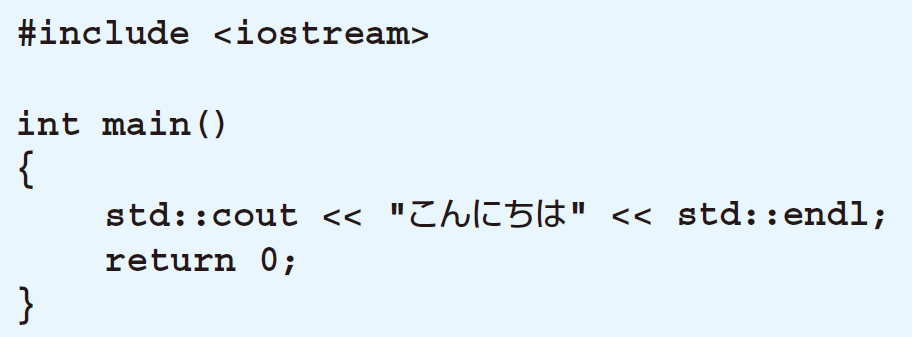 #include <iostream>

int main()
{
    std::cout << "こんにちは" << std::endl;
    return 0;
}